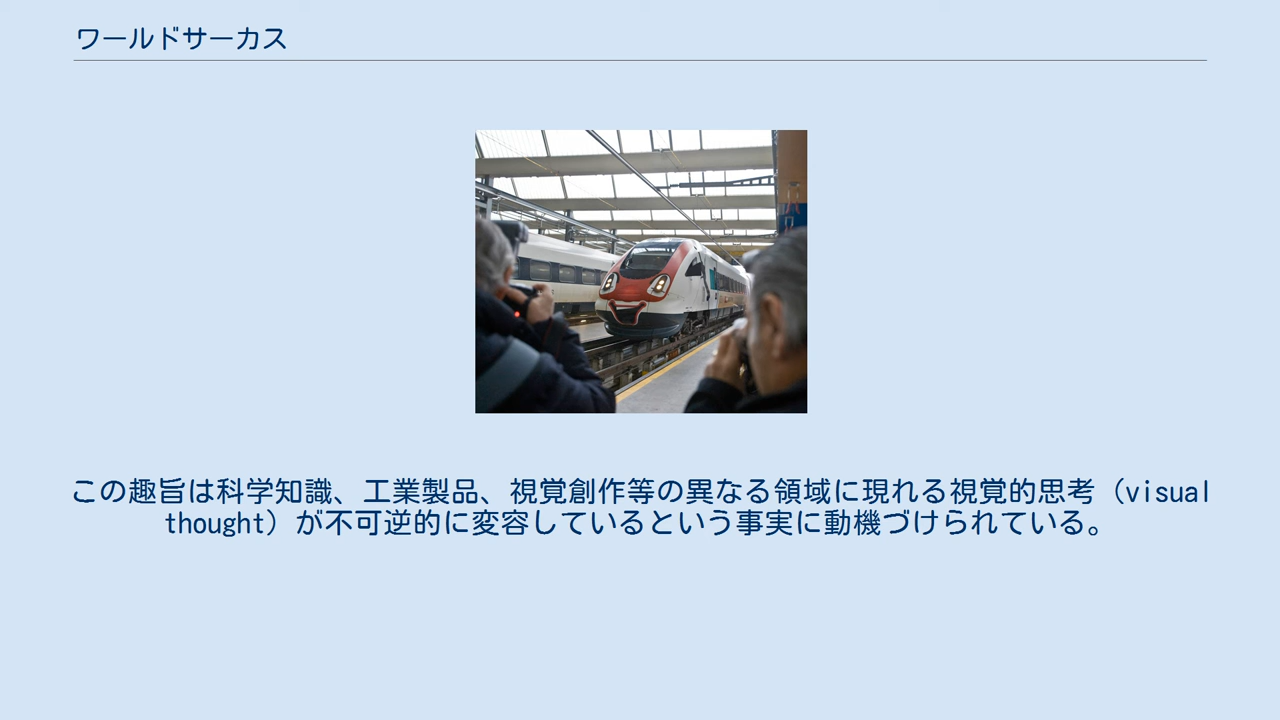 ワールドサーカス
この趣旨は科学知識、工業製品、視覚創作等の異なる領域に現れる視覚的思考（visual
thought）が不可逆的に変容しているという事実に動機づけられている。